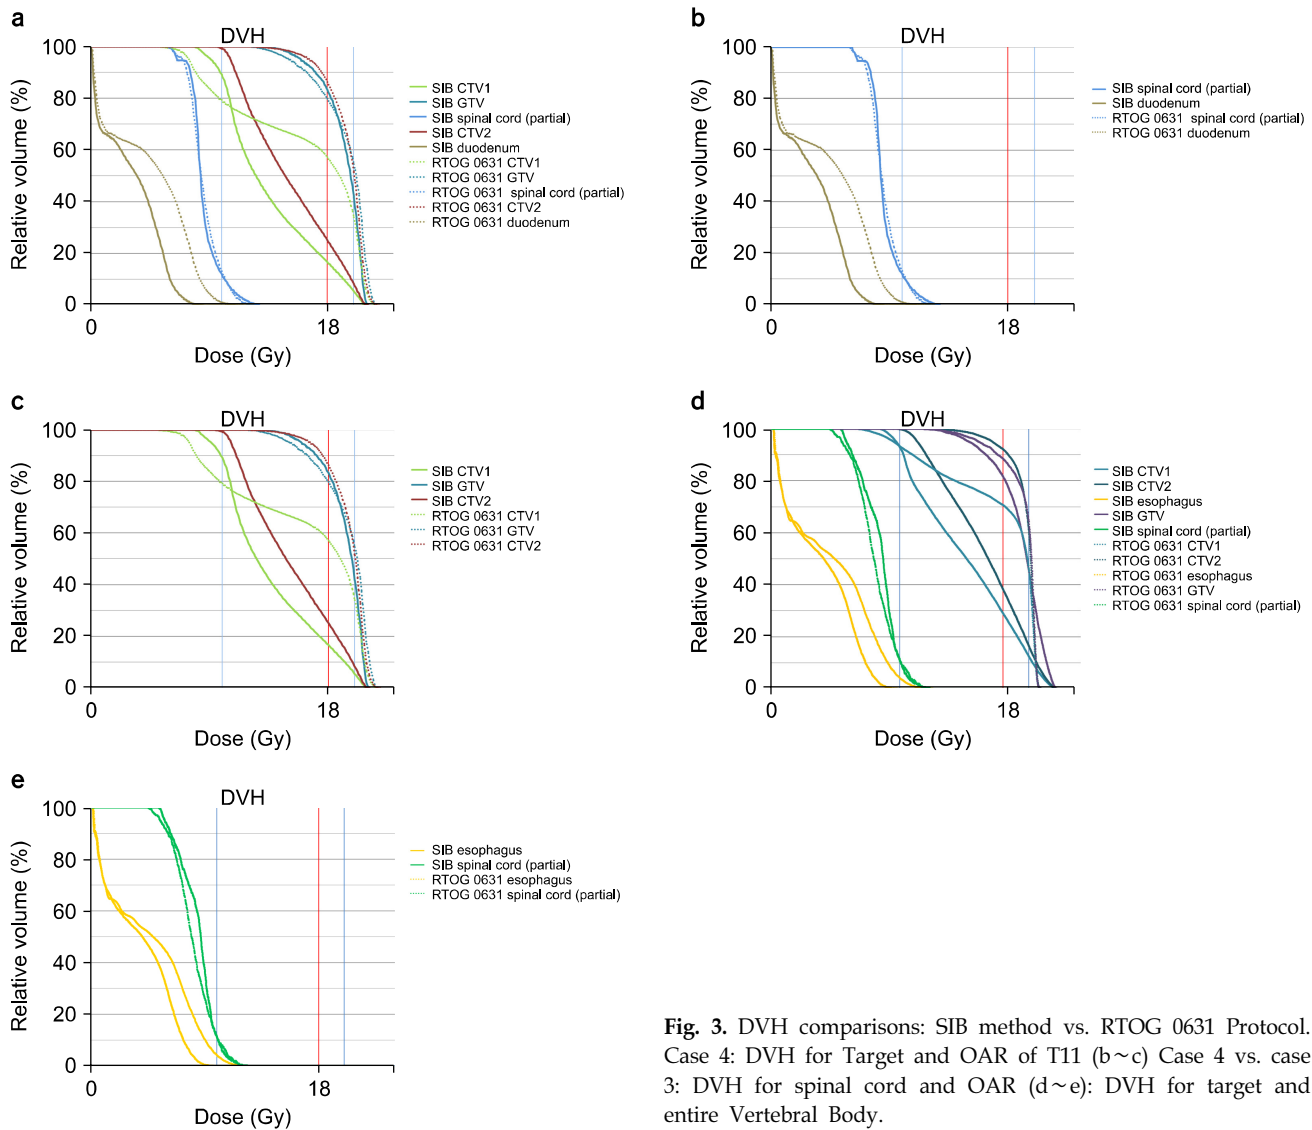 a
DVH
Relative volume (%)
100
80
60
40
20
0
0
18
Dose (Gy)
SIB CTV1
SIB GTV
SIB spinal cord (partial)
SIB CTV2
SIB duodenum
RTOG 0631 CTV1
RTOG 0631 GTV
RTOG 0631 spinal cord (partial)
RTOG 0631 CTV2
RTOG 0631 duodenum
b
DVH
Relative volume (%)
100
80
60
40
20
0
0
18
Dose (Gy)
SIB spinal cord (partial)
SIB duodenum
RTOG 0631 spinal cord (partial)
RTOG 0631 duodenum
c
DVH
Relative volume (%)
100
80
60
40
20
0
0
18
Dose (Gy)
SIB CTV1
SIB GTV
SIB CTV2
RTOG 0631 CTV1
RTOG 0631 GTV
RTOG 0631 CTV2
d
DVH
Relative volume (%)
100
80
60
40
20
0
0
18
Dose (Gy)
SIB CTV1
SIB CTV2
SIB esophagus
SIB GTV
SIB spinal cord (partial)
RTOG 0631 CTV1
RTOG 0631 CTV2
RTOG 0631 esophagus
RTOG 0631 GTV
RTOG 0631 spinal cord (partial)
e
DVH
Relative volume (%)
100
80
60
40
20
0
0
18
Dose (Gy)
SIB esophagus
SIB spinal cord (partial)
RTOG 0631 esophagus
RTOG 0631 spinal cord (partial)
Fig. 3. DVH comparisons: SIB method vs. RTOG 0631 Protocol.
Case 4: DVH for Target and OAR of T11 (b~c) Case 4 vs. case
3: DVH for spinal cord and OAR (d~e): DVH for target and
entire Vertebral Body.